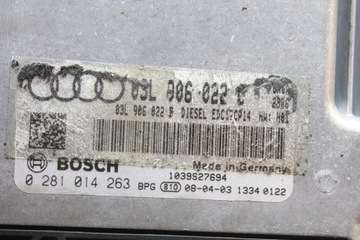 03L 906 022
03L 906 022 DIESEL EDC17CP14 HW: H01
BOSCH
Made in Germany
1039S27694
0 281 014 263 BPG 810 08-04-03 1334 0122